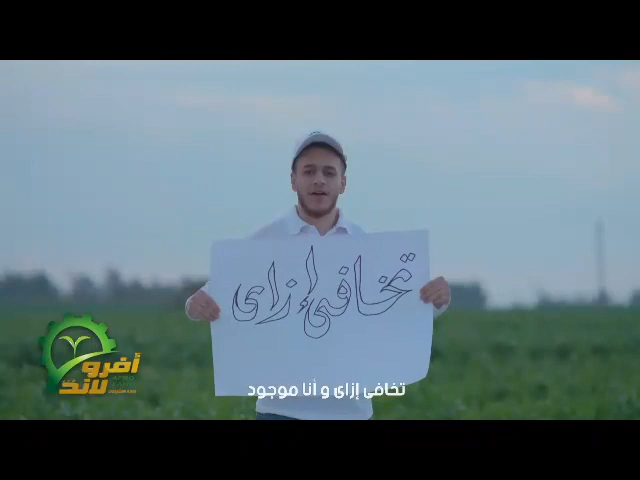 تخافى إزاى
أفرو
لاند
تخافى إزاى و أنا موجود